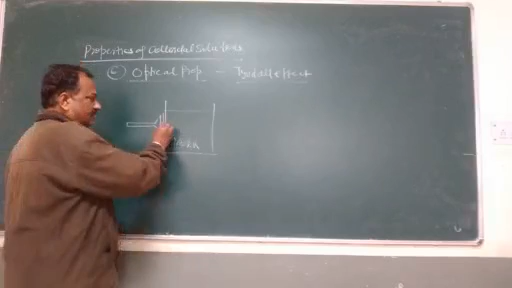 Properties of Colloidal Solutions
(E) Optical Prop - Tyndall effect